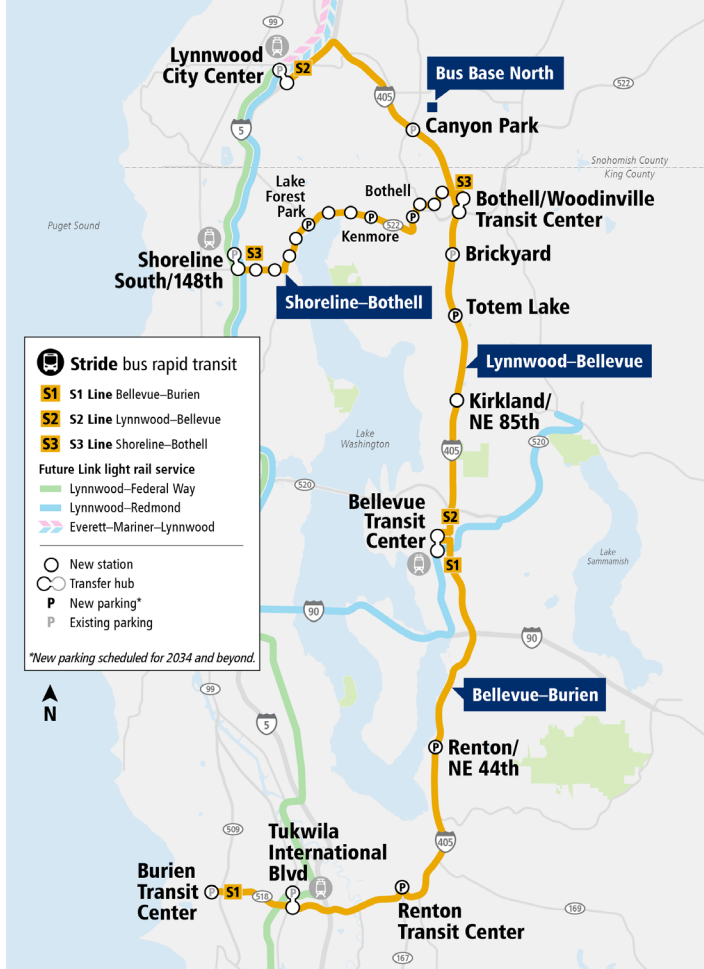 99
Lynnwood
City Center
P
S2
Bus Base North
405
522
Canyon Park
P
5
Snohomish County
King County
Lake
Forest
Park
Bothell
S3
Bothell/Woodinville
Transit Center
P
P
P
522
Kenmore
Puget Sound
P
S3
Shoreline
South/148th
P
Brickyard
Shoreline–Bothell
P
Totem Lake
Stride bus rapid transit
S1 S1 Line Bellevue–Burien
S2 S2 Line Lynnwood–Bellevue
S3 S3 Line Shoreline–Bothell
Future Link light rail service
Lynnwood–Federal Way
Lynnwood–Redmond
Everett–Mariner–Lynnwood
New station
Transfer hub
P New parking*
P Existing parking
*New parking scheduled for 2034 and beyond.
Lynnwood–Bellevue
Kirkland/
NE 85th
Lake
Washington
405
520
520
Bellevue
Transit
Center
S2
S1
Lake
Sammamish
90
90
N
99
5
Bellevue–Burien
P
Renton/
NE 44th
509
Tukwila
International
Blvd
405
Burien
Transit
Center
P
S1
518
P
P
Renton
Transit Center
169
167